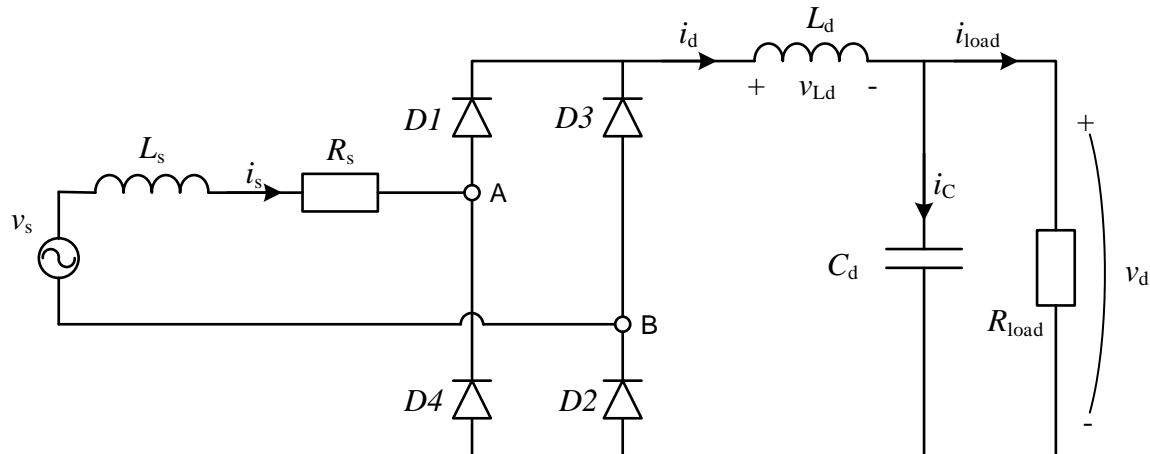 L_d
i_d
i_load
+ v_Ld -
D1
D3
+
L_s
R_s
i_s
A
i_C
v_s
C_d
v_d
B
R_load
D4
D2
-